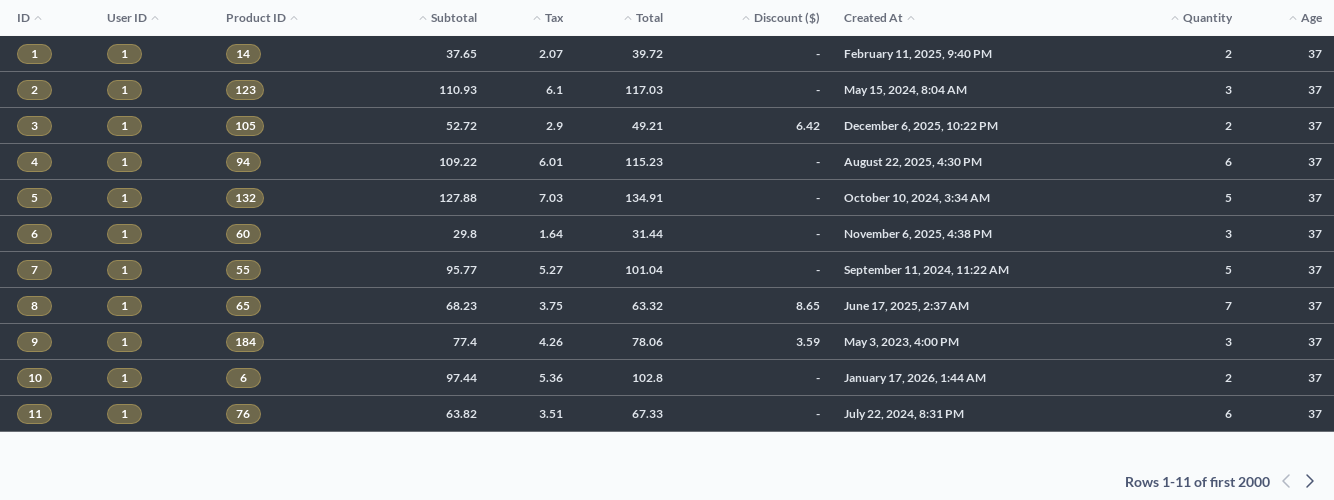 ID User ID Product ID Subtotal Tax Total Discount ($) Created At Quantity Age
1 1 14 37.65 2.07 39.72 - February 11, 2025, 9:40 PM 2 37
2 1 123 110.93 6.1 117.03 - May 15, 2024, 8:04 AM 3 37
3 1 105 52.72 2.9 49.21 6.42 December 6, 2025, 10:22 PM 2 37
4 1 94 109.22 6.01 115.23 - August 22, 2025, 4:30 PM 6 37
5 1 132 127.88 7.03 134.91 - October 10, 2024, 3:34 AM 5 37
6 1 60 29.8 1.64 31.44 - November 6, 2025, 4:38 PM 3 37
7 1 55 95.77 5.27 101.04 - September 11, 2024, 11:22 AM 5 37
8 1 65 68.23 3.75 63.32 8.65 June 17, 2025, 2:37 AM 7 37
9 1 184 77.4 4.26 78.06 3.59 May 3, 2023, 4:00 PM 3 37
10 1 6 97.44 5.36 102.8 - January 17, 2026, 1:44 AM 2 37
11 1 76 63.82 3.51 67.33 - July 22, 2024, 8:31 PM 6 37
Rows 1-11 of first 2000